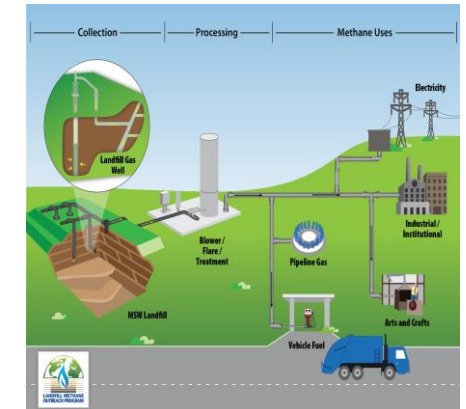 Collection
Processing
Methane Uses
Electricity
Landfill Gas
Well
Industrial /
Institutional
Blower /
Flare /
Treatment
Pipeline Gas
MSW Landfill
Arts and Crafts
Vehicle Fuel
LANDFILL METHANE
OUTREACH PROGRAM